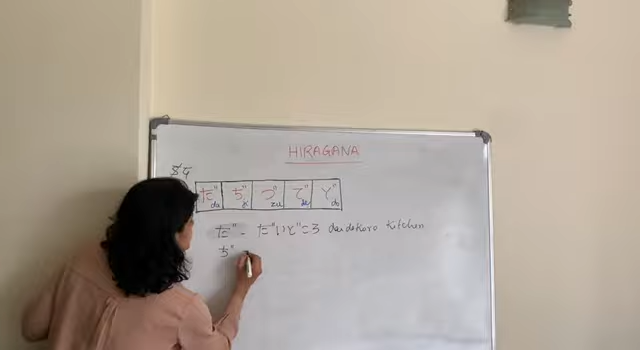 HIRAGANA
だ da ぢ ji づ zu で de ど do
だ - だいどころ daidokoro kitchen
ぢ